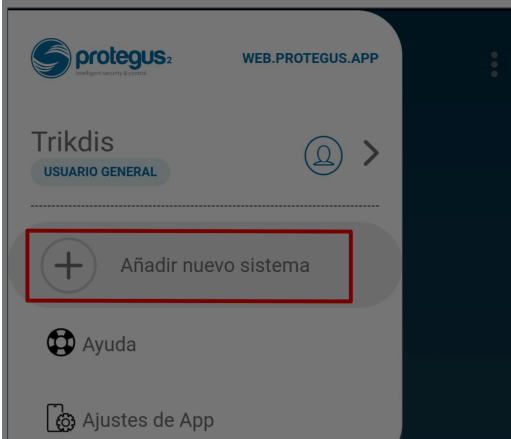 protegus2
Intelligent security & control
WEB.PROTEGUS.APP
Trikdis
USUARIO GENERAL
Añadir nuevo sistema
Ayuda
Ajustes de App